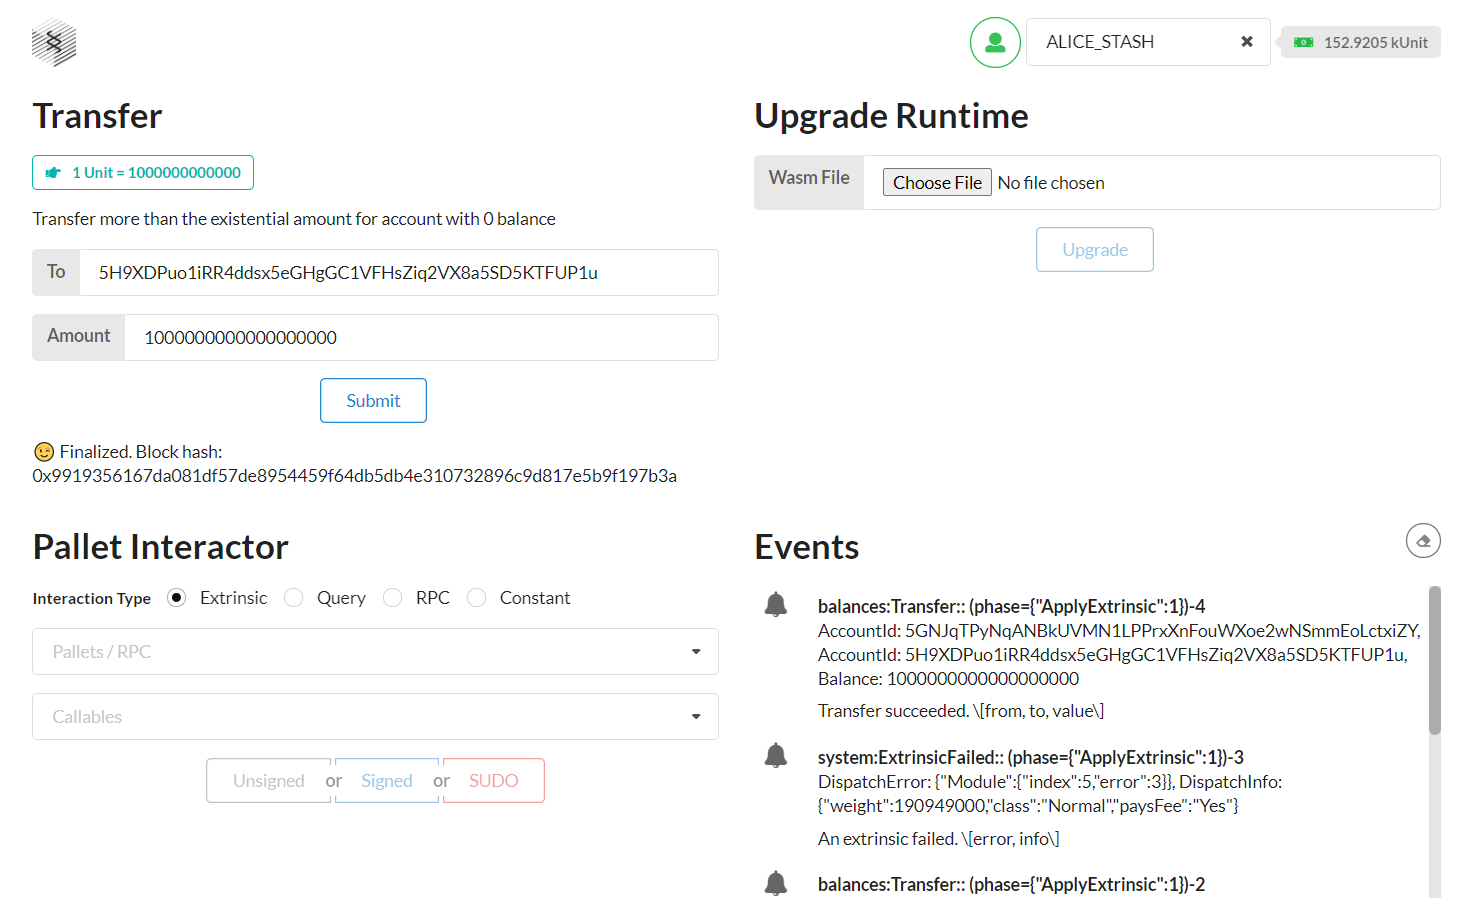 ALICE_STASH
152.9205 kUnit
Transfer
1 Unit = 1000000000000
Transfer more than the existential amount for account with 0 balance
To
5H9XDPuo1iRR4ddsx5eGHgGC1VFHsZiq2VX8a5SD5KTFUP1u
Amount
1000000000000000000
Submit
Finalized. Block hash:
0x9919356167da081df57de8954459f64db5db4e310732896c9d817e5b9f197b3a
Upgrade Runtime
Wasm File
Choose File No file chosen
Upgrade
Pallet Interactor
Interaction Type Extrinsic Query RPC Constant
Pallets / RPC
Callables
Unsigned or Signed or SUDO
Events
balances:Transfer:: (phase={"ApplyExtrinsic":1})-4
AccountId: 5GNJqTPyNqANBkUVMN1LPPrxXnFouWXoe2wNSmmEoLctxiZY,
AccountId: 5H9XDPuo1iRR4ddsx5eGHgGC1VFHsZiq2VX8a5SD5KTFUP1u,
Balance: 1000000000000000000
Transfer succeeded. \[from, to, value\]
system:ExtrinsicFailed:: (phase={"ApplyExtrinsic":1})-3
DispatchError: {"Module":{"index":5,"error":3}}, DispatchInfo:
{"weight":190949000,"class":"Normal","paysFee":"Yes"}
An extrinsic failed. \[error, info\]
balances:Transfer:: (phase={"ApplyExtrinsic":1})-2